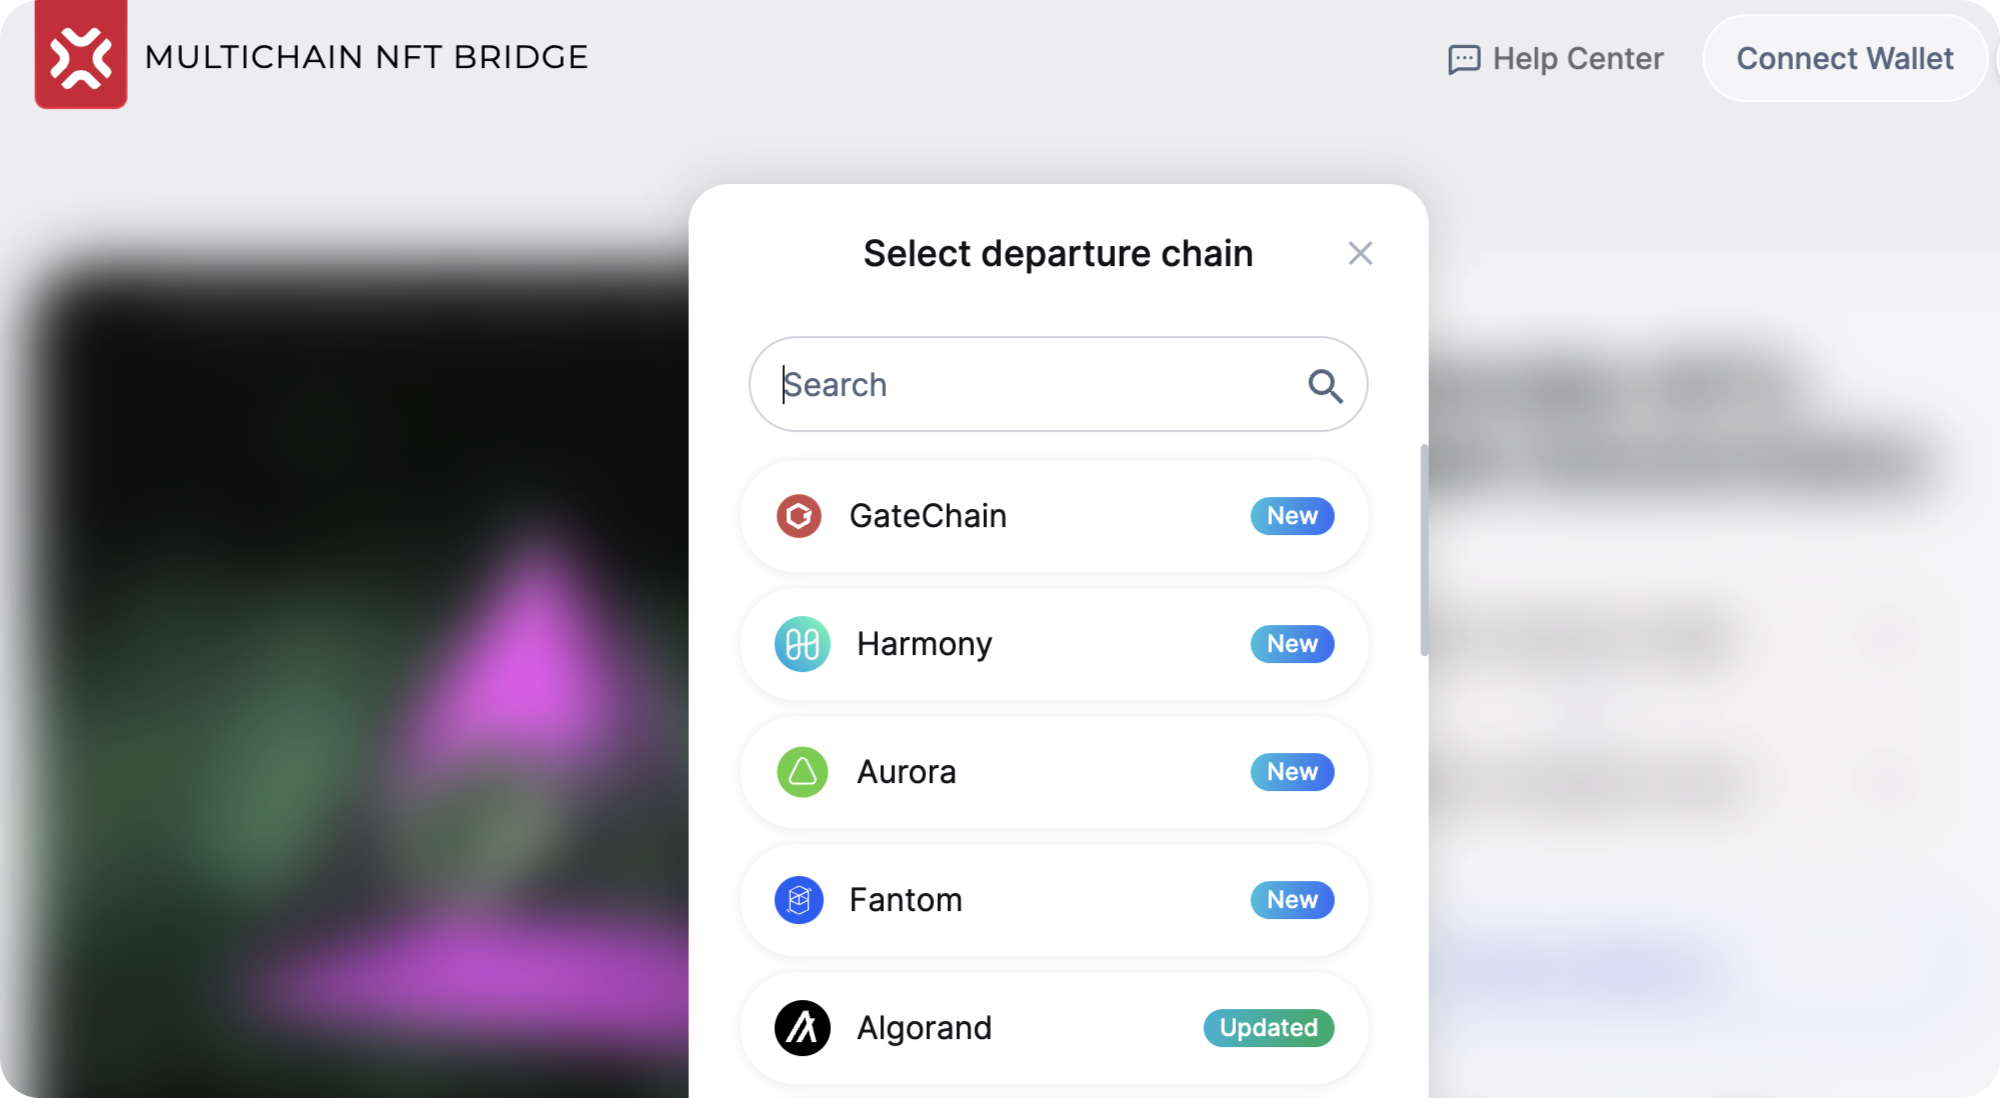 MULTICHAIN NFT BRIDGE
Help Center
Connect Wallet
Select departure chain
Search
GateChain New
Harmony New
Aurora New
Fantom New
Algorand Updated